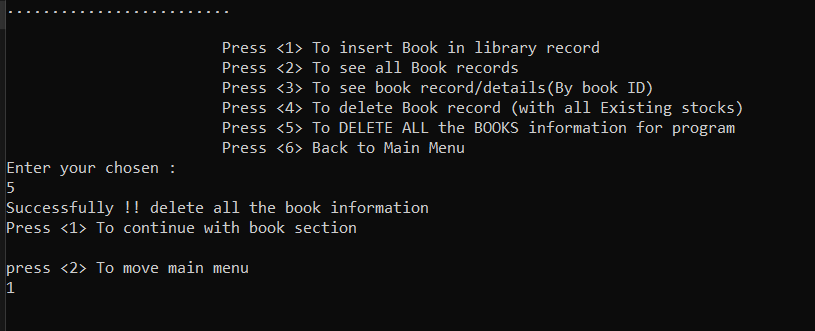 .........................
Press <1> To insert Book in library record
Press <2> To see all Book records
Press <3> To see book record/details(By book ID)
Press <4> To delete Book record (with all Existing stocks)
Press <5> To DELETE ALL the BOOKS information for program
Press <6> Back to Main Menu
Enter your chosen :
5
Successfully !! delete all the book information
Press <1> To continue with book section
press <2> To move main menu
1